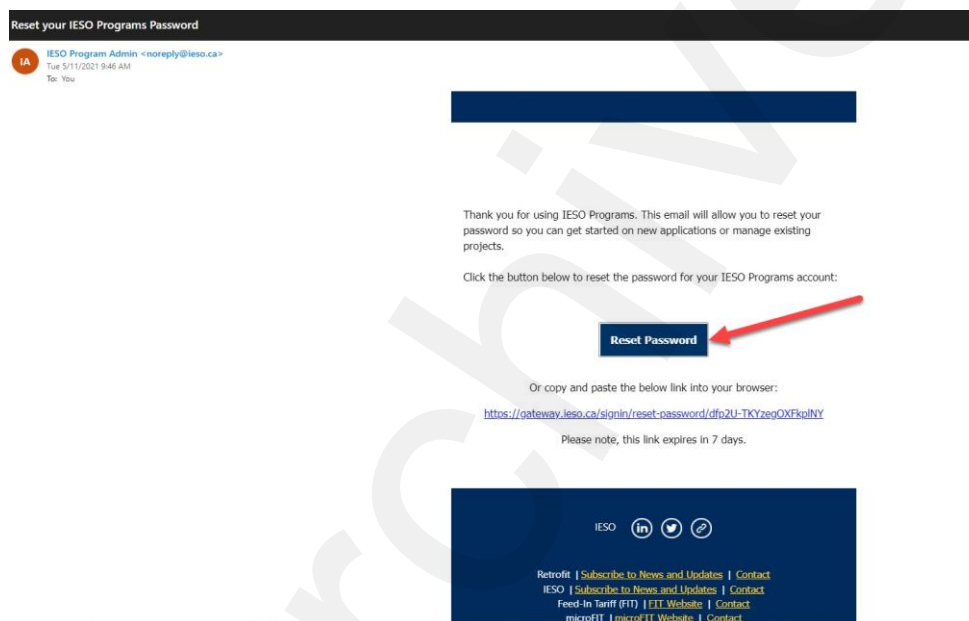 Reset your IESO Programs Password
IA
IESO Program Admin <noreply@ieso.ca>
Tue 5/11/2021 9:46 AM
To: You
Thank you for using IESO Programs. This email will allow you to reset your
password so you can get started on new applications or manage existing
projects.
Click the button below to reset the password for your IESO Programs account:
Reset Password
Or copy and paste the below link into your browser:
https://gateway.ieso.ca/signin/reset-password/dfp2U-TKYzegOXFkplNY
Please note, this link expires in 7 days.
IESO in
Retrofit | Subscribe to News and Updates | Contact
IESO | Subscribe to News and Updates | Contact
Feed-In Tariff (FIT) | FIT Website | Contact
microFIT | microFIT Website | Contact